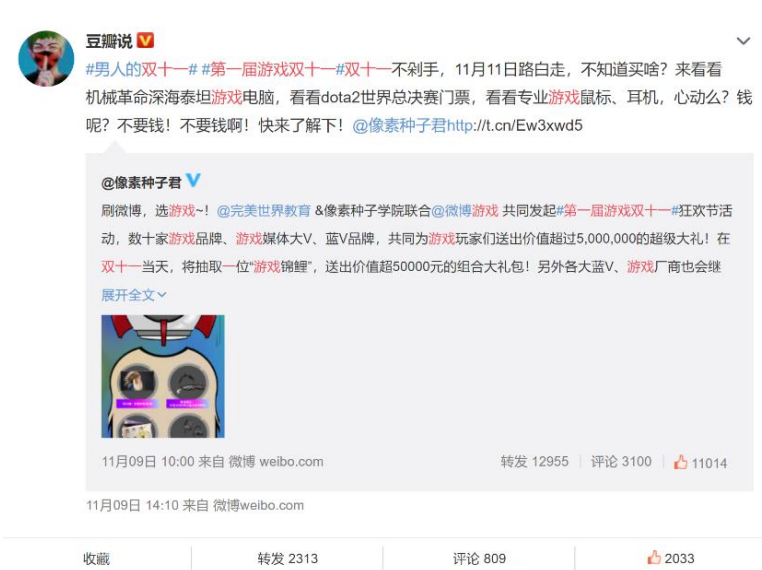 豆瓣说
#男人的双十一# #第一届游戏双十一#双十一不剁手，11月11日路白走，不知道买啥？来看看
机械革命深海泰坦游戏电脑，看看dota2世界总决赛门票，看看专业游戏鼠标、耳机，心动么？钱
呢？不要钱！不要钱啊！快来了解下！@像素种子君http://t.cn/Ew3xwd5
@像素种子君
刷微博，选游戏~！@完美世界教育 &像素种子学院联合@微博游戏 共同发起#第一届游戏双十一#狂欢节活
动，数十家游戏品牌、游戏媒体大V、蓝V品牌，共同为游戏玩家们送出价值超过5,000,000的超级大礼！在
双十一当天，将抽取一位“游戏锦鲤”，送出价值超50000元的组合大礼包！另外各大蓝V、游戏厂商也会继
展开全文
11月09日 10:00 来自 微博 weibo.com 转发 12955 评论 3100 11014
11月09日 14:10 来自 微博weibo.com
收藏 转发 2313 评论 809 2033